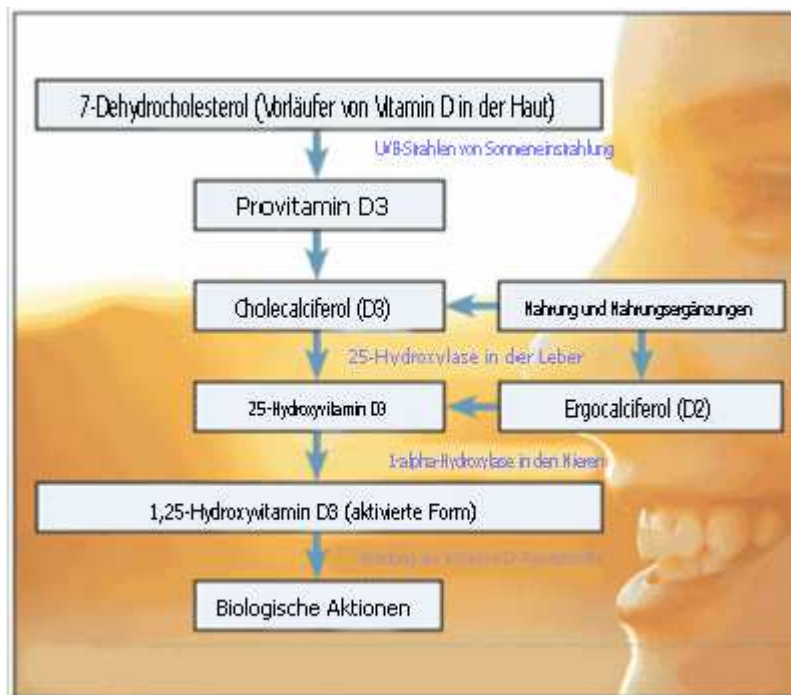 7-Dehydrocholesterol (Vorläufer von Vitamin D in der Haut)
UVB-Strahlen von Sonneneinstrahlung
Provitamin D3
Cholecalciferol (D3)
Nahrung und Nahrungsergänzungen
25-Hydroxylase in der Leber
25-Hydroxyvitamin D3
Ergocalciferol (D2)
1-alpha-Hydroxylase in den Nieren
1,25-Hydroxyvitamin D3 (aktivierte Form)
Biologische Aktionen